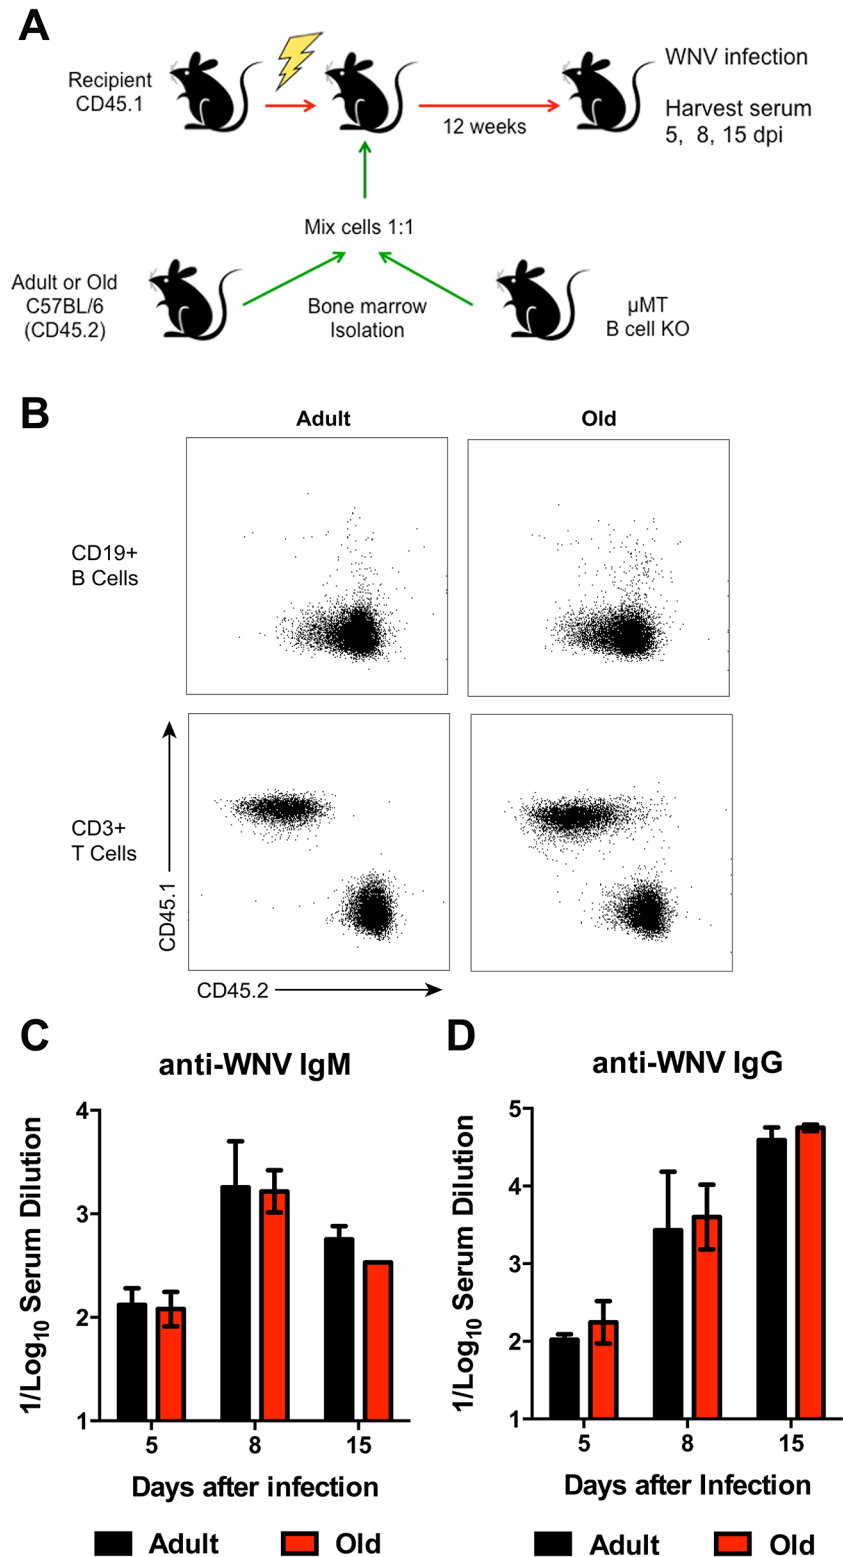 A
Recipient
CD45.1
12 weeks
WNV infection
Harvest serum
5, 8, 15 dpi
Mix cells 1:1
Adult or Old
C57BL/6
(CD45.2)
Bone marrow
Isolation
µMT
B cell KO
B
Adult
Old
CD19+
B Cells
CD3+
T Cells
CD45.1
CD45.2
C
anti-WNV IgM
1/Log10 Serum Dilution
4
3
2
1
5
8
15
Days after infection
Adult
Old
D
anti-WNV IgG
1/Log10 Serum Dilution
5
4
3
2
1
5
8
15
Days after Infection
Adult
Old